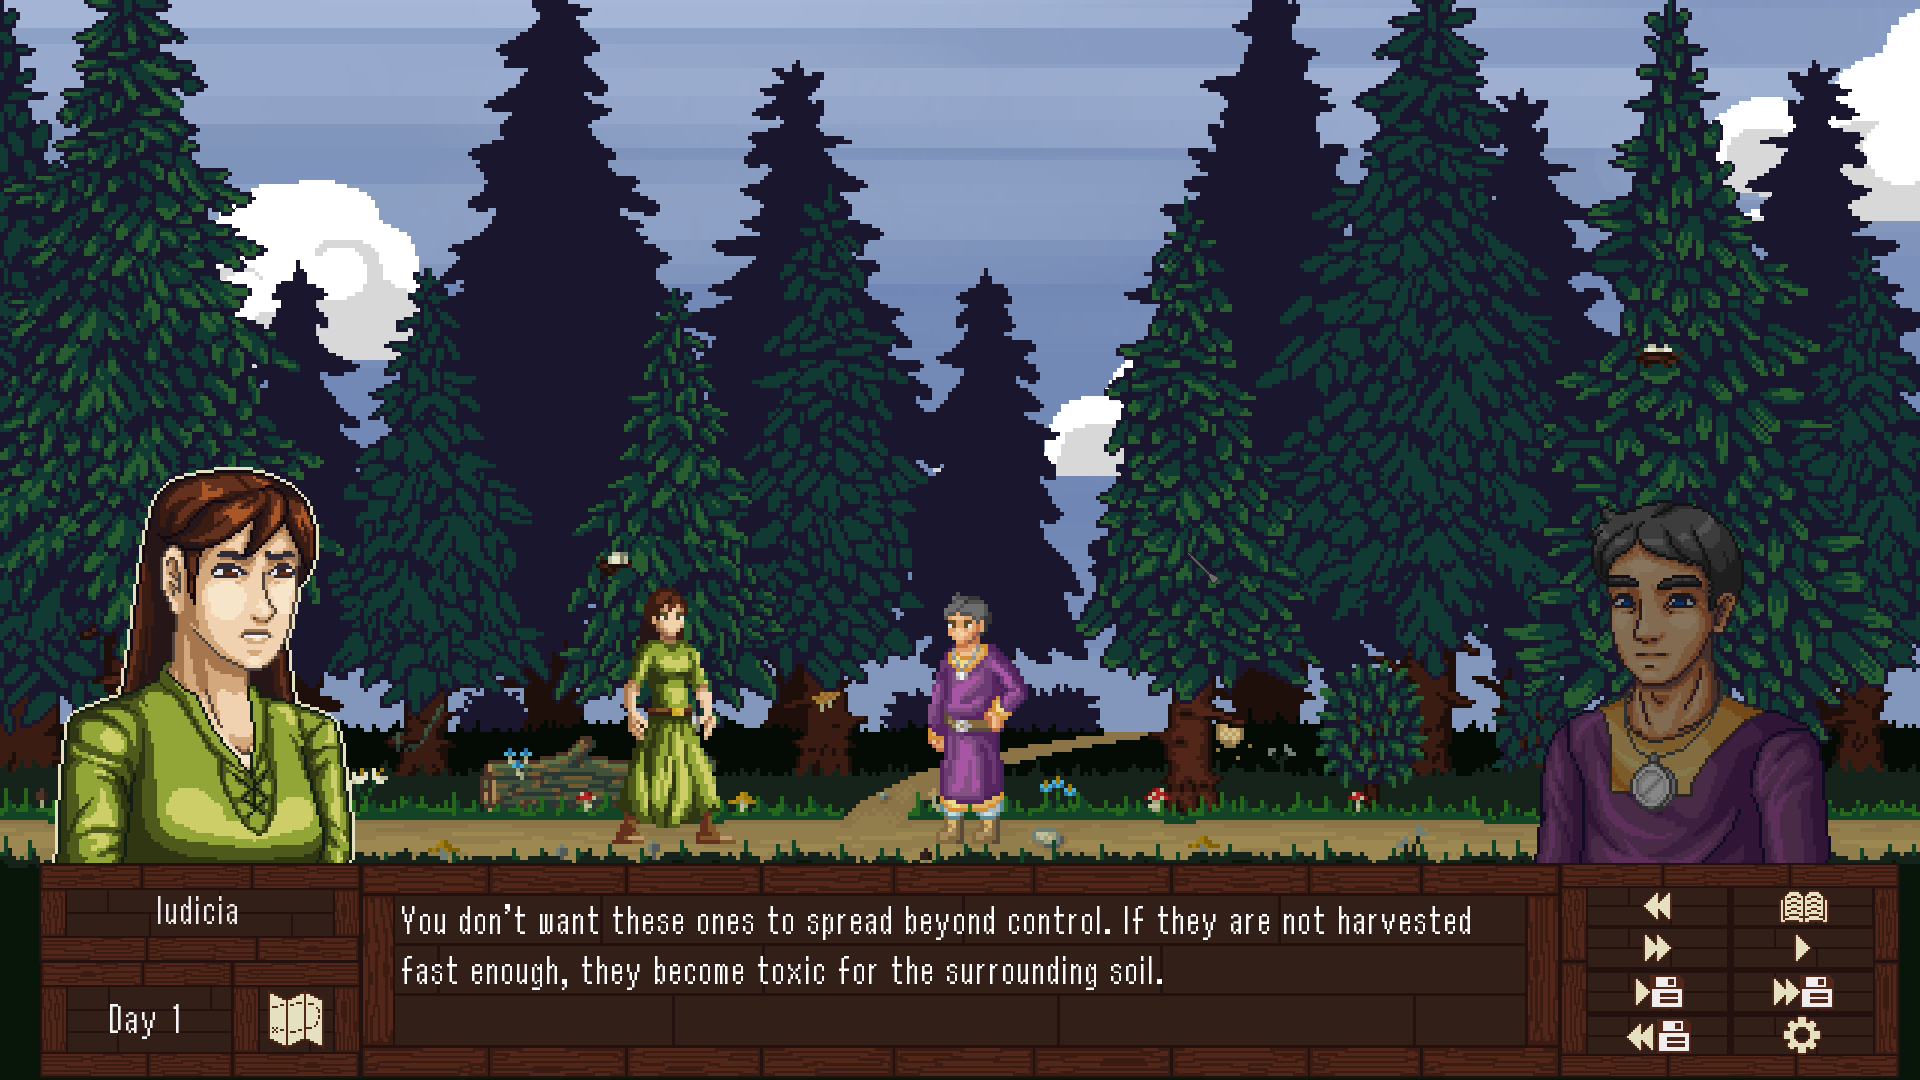 Iudicia
You don't want these ones to spread beyond control. If they are not harvested
fast enough, they become toxic for the surrounding soil.
Day 1